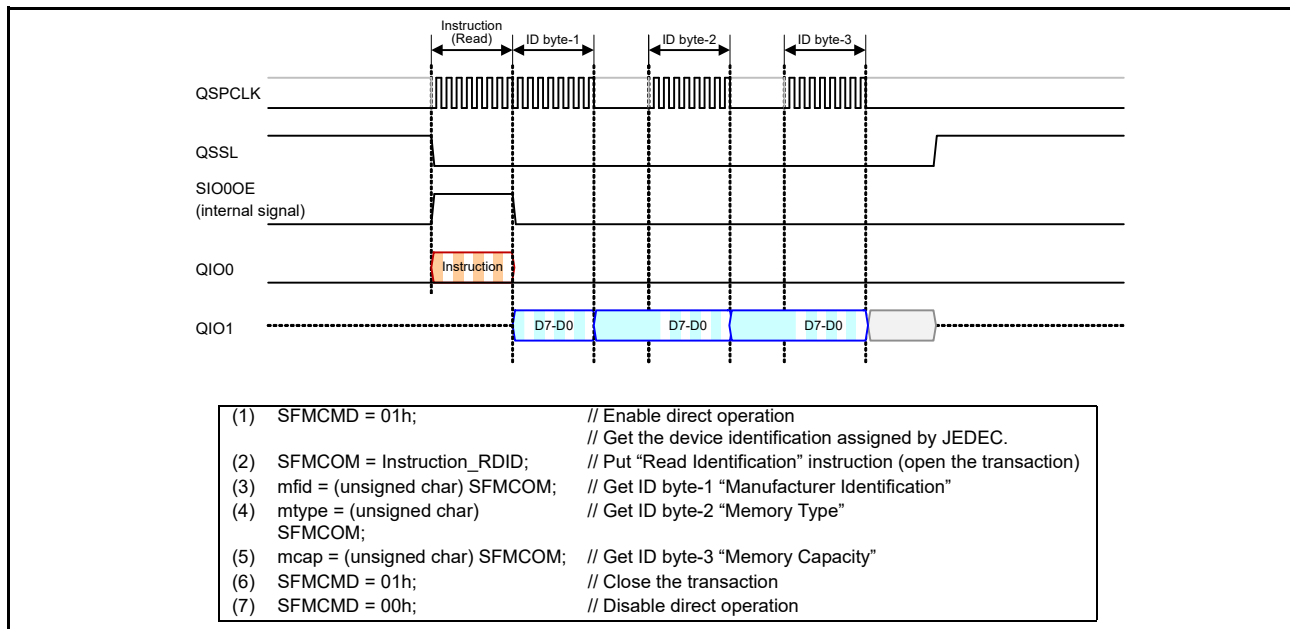 Instruction
(Read)
ID byte-1
ID byte-2
ID byte-3
QSPCLK
QSSL
SIO0OE
(internal signal)
QIO0
Instruction
QIO1
D7-D0
D7-D0
D7-D0
(1) SFMCMD = 01h; // Enable direct operation
// Get the device identification assigned by JEDEC.
(2) SFMCOM = Instruction_RDID; // Put “Read Identification” instruction (open the transaction)
(3) mfid = (unsigned char) SFMCOM; // Get ID byte-1 “Manufacturer Identification”
(4) mtype = (unsigned char) // Get ID byte-2 “Memory Type”
SFMCOM;
(5) mcap = (unsigned char) SFMCOM; // Get ID byte-3 “Memory Capacity”
(6) SFMCMD = 01h; // Close the transaction
(7) SFMCMD = 00h; // Disable direct operation